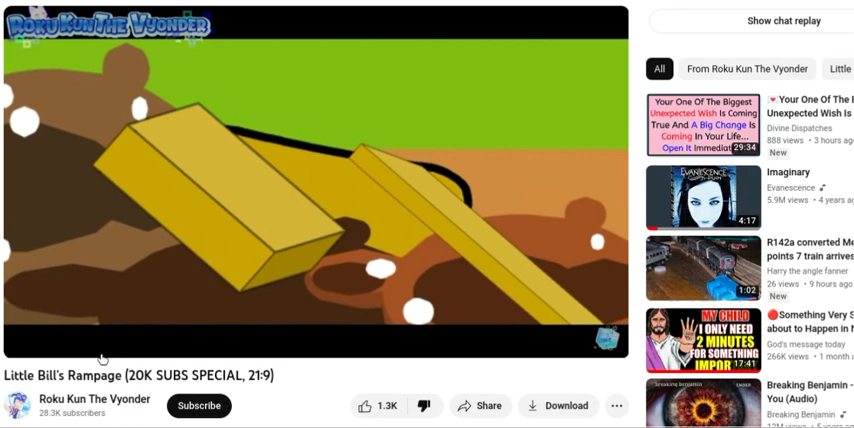 ROKU KUN THE VYONDER
Little Bill's Rampage (20K SUBS SPECIAL, 21:9)
Roku Kun The Vyonder
28.3K subscribers
Subscribe
1.3K
Share
Download
Show chat replay
All
From Roku Kun The Vyonder
Little
Your One Of The Biggest
Unexpected Wish Is Coming
True And A Big Change Is
Coming In Your Life...
Open It Immediat
29:34
Your One Of The
Unexpected Wish Is
Divine Dispatches
888 views • 3 hours ago
New
EVANESCENCE
4:17
Imaginary
Evanescence
5.9M views • 4 years ag
1:02
R142a converted Me
points 7 train arrives
Harry the angle fanner
26 views • 9 hours ago
New
MY CHILD
I ONLY NEED
2 MINUTES
FOR SOMETHING
IMPOR
17:41
Something Very S
about to Happen in N
God's message today
266K views • 1 month a
Breaking Benjamin
Breaking Benjamin -
You (Audio)
Breaking Benjamin